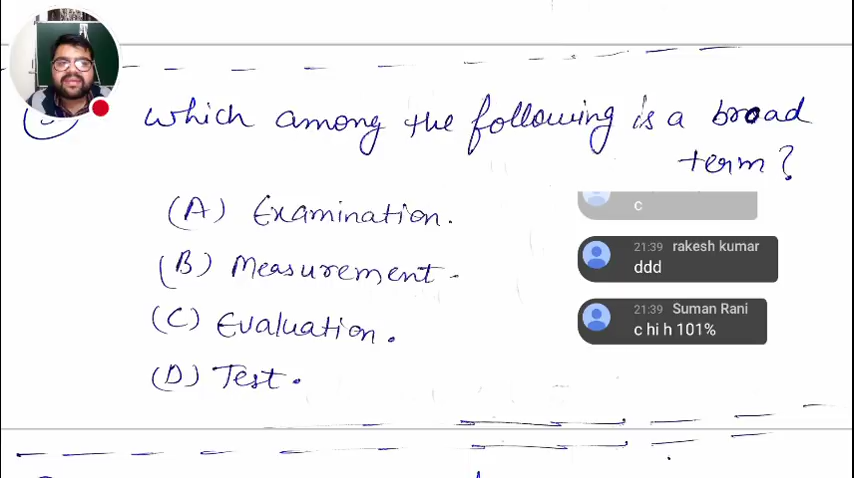 Which among the following is a broad
term?
(A) Examination.
(B) Measurement.
(C) Evaluation.
(D) Test.
c
21:39 rakesh kumar
ddd
21:39 Suman Rani
c hi h 101%